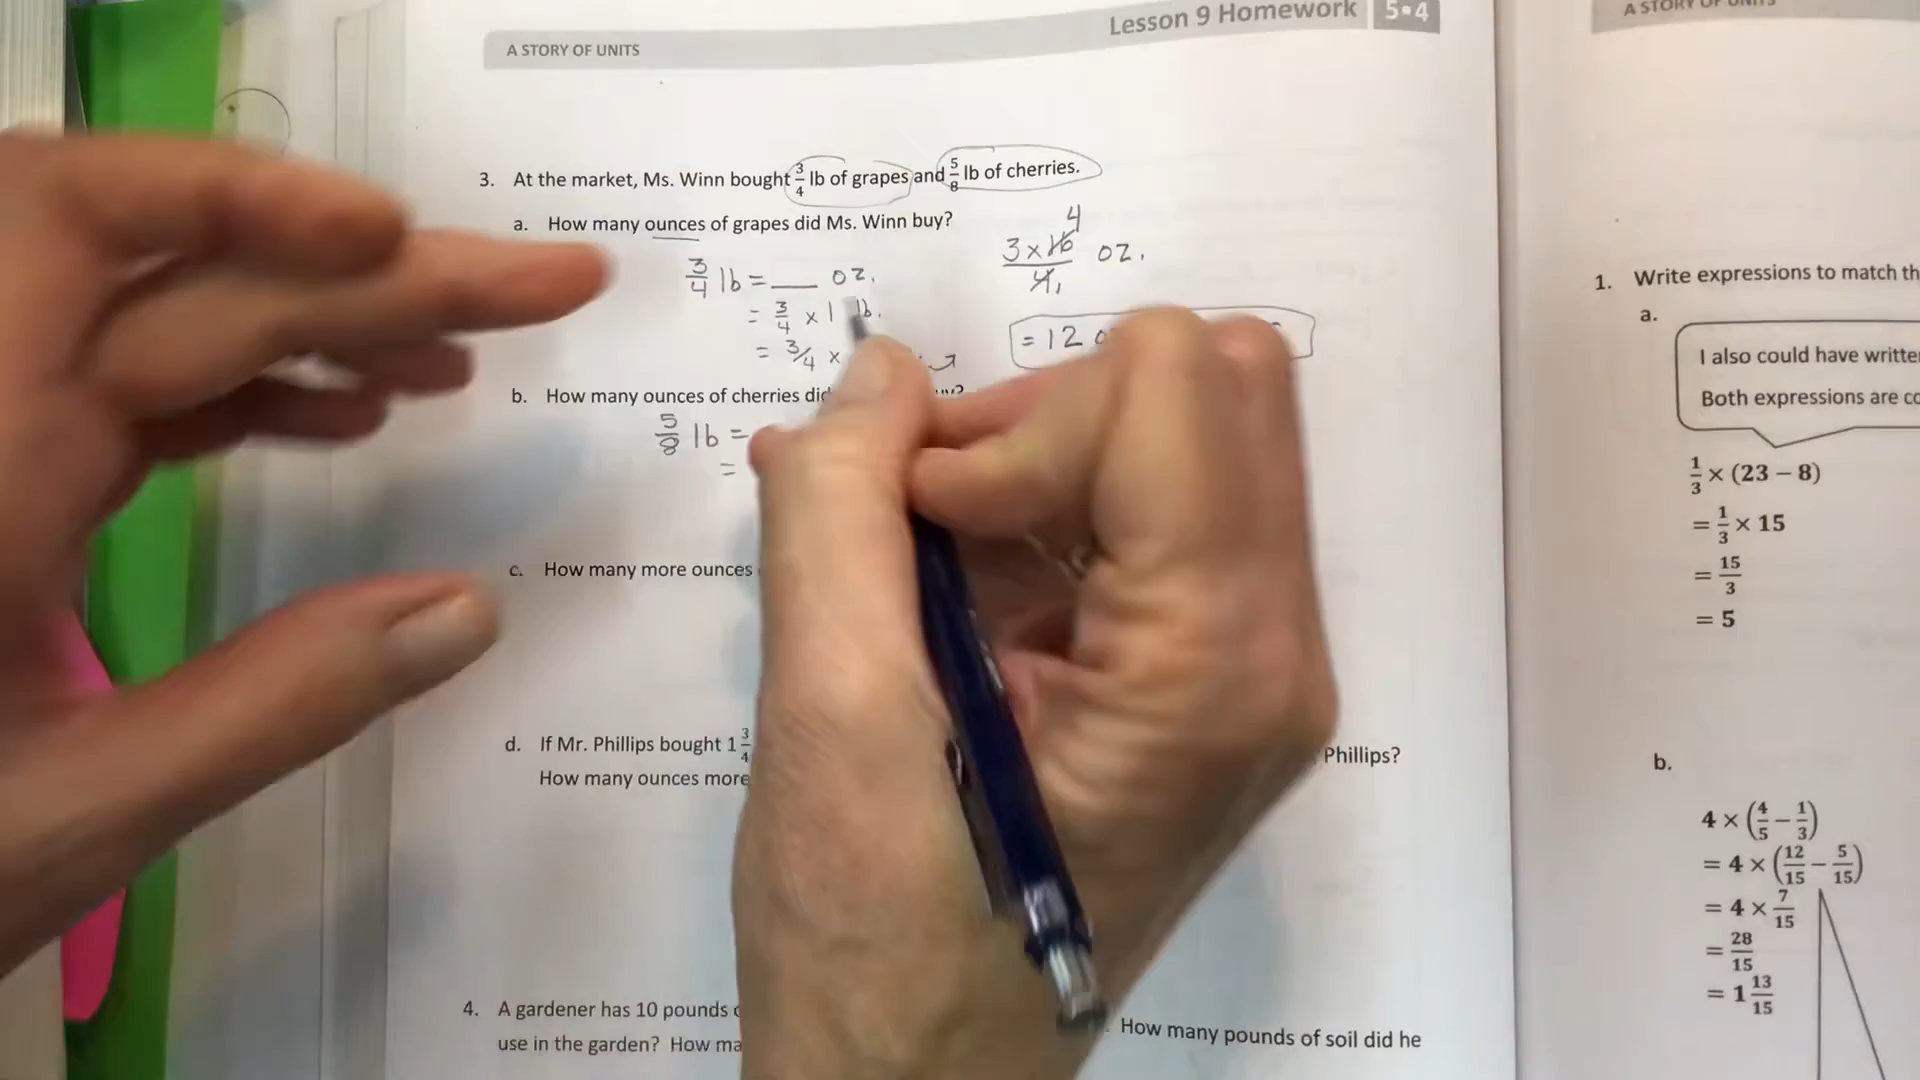 Lesson 9 Homework 5•4
A STORY OF UNITS
3. At the market, Ms. Winn bought 3/4 lb of grapes and 5/8 lb of cherries.
a. How many ounces of grapes did Ms. Winn buy?
3/4 lb = ___ oz.
= 3/4 × 1 lb.
= 3/4 ×
3 × 16 4
4 1 oz.
= 12
b. How many ounces of cherries
5/8 lb =
=
c. How many more ounces
d. If Mr. Phillips bought 1 3/4 Phillips?
How many ounces more
4. A gardener has 10 pounds How many pounds of soil did he
use in the garden? How
A STORY OF UNITS
1. Write expressions to match
a.
I also could have
Both expressions are
1/3 × (23 – 8)
= 1/3 × 15
= 15/3
= 5
b.
4 × (4/5 – 1/3)
= 4 × (12/15 – 5/15)
= 4 × 7/15
= 28/15
= 1 13/15